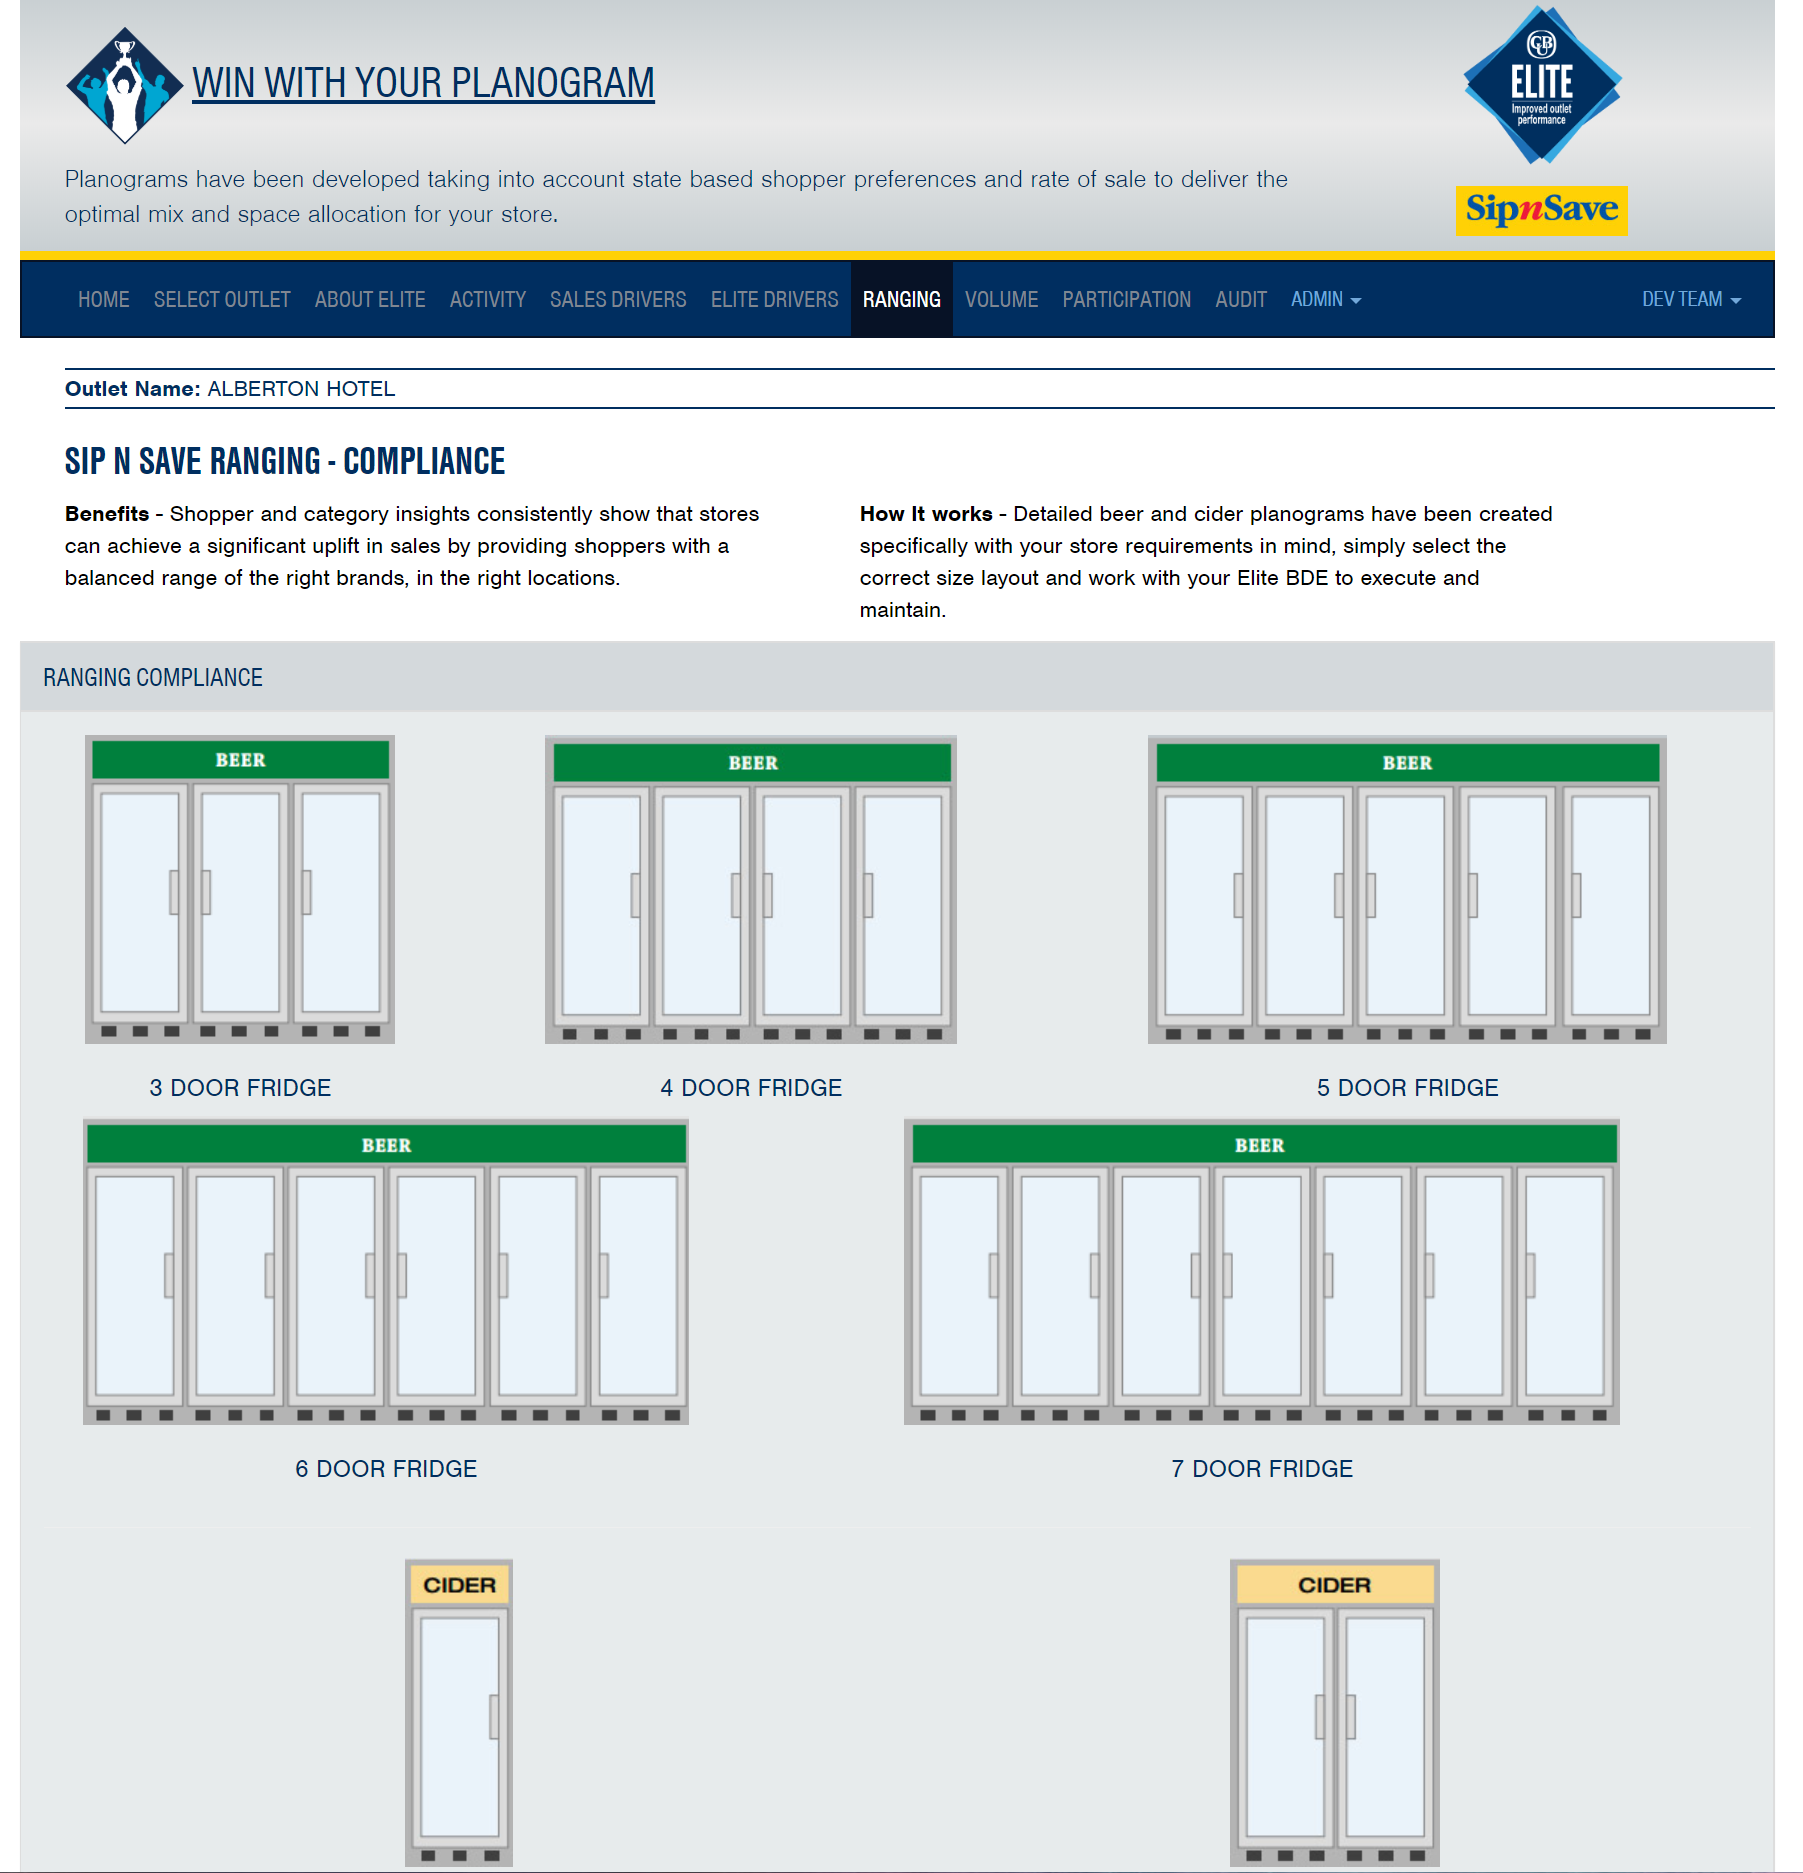 WIN WITH YOUR PLANOGRAM
CUB
ELITE
Improved outlet
performance
Planograms have been developed taking into account state based shopper preferences and rate of sale to deliver the
optimal mix and space allocation for your store.
SipnSave
HOME SELECT OUTLET ABOUT ELITE ACTIVITY SALES DRIVERS ELITE DRIVERS RANGING VOLUME PARTICIPATION AUDIT ADMIN DEV TEAM
Outlet Name: ALBERTON HOTEL
SIP N SAVE RANGING - COMPLIANCE
Benefits - Shopper and category insights consistently show that stores
can achieve a significant uplift in sales by providing shoppers with a
balanced range of the right brands, in the right locations.
How It works - Detailed beer and cider planograms have been created
specifically with your store requirements in mind, simply select the
correct size layout and work with your Elite BDE to execute and
maintain.
RANGING COMPLIANCE
BEER BEER BEER
3 DOOR FRIDGE 4 DOOR FRIDGE 5 DOOR FRIDGE
BEER BEER
6 DOOR FRIDGE 7 DOOR FRIDGE
CIDER CIDER